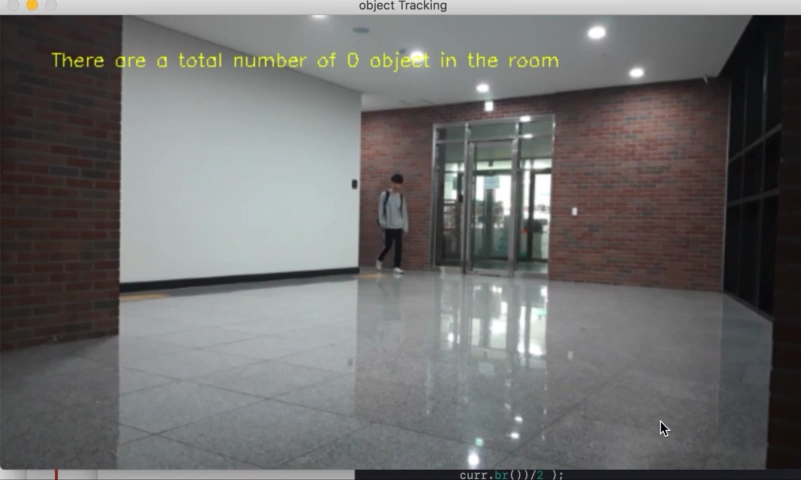 object Tracking
There are a total number of 0 object in the room
curr.br())/2 );